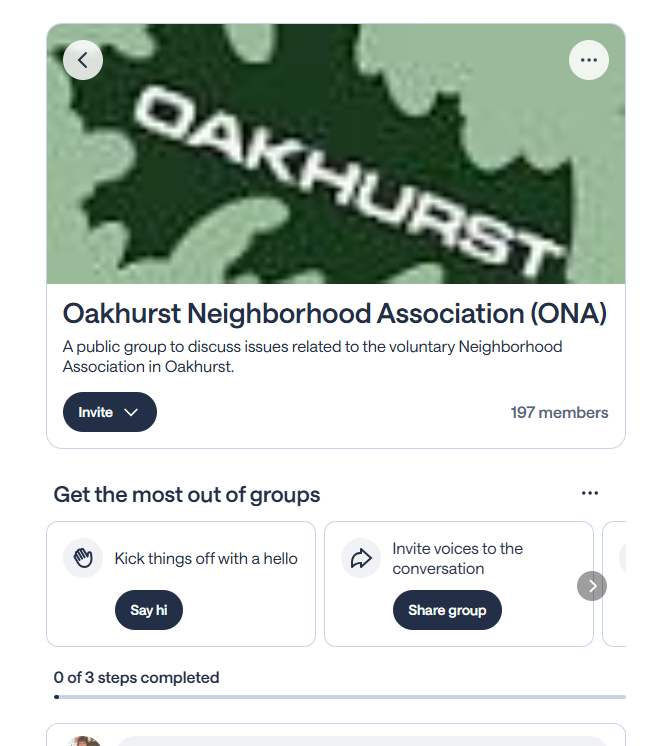 OAKHURST
Oakhurst Neighborhood Association (ONA)
A public group to discuss issues related to the voluntary Neighborhood
Association in Oakhurst.
Invite
197 members
Get the most out of groups
Kick things off with a hello
Say hi
Invite voices to the
conversation
Share group
0 of 3 steps completed